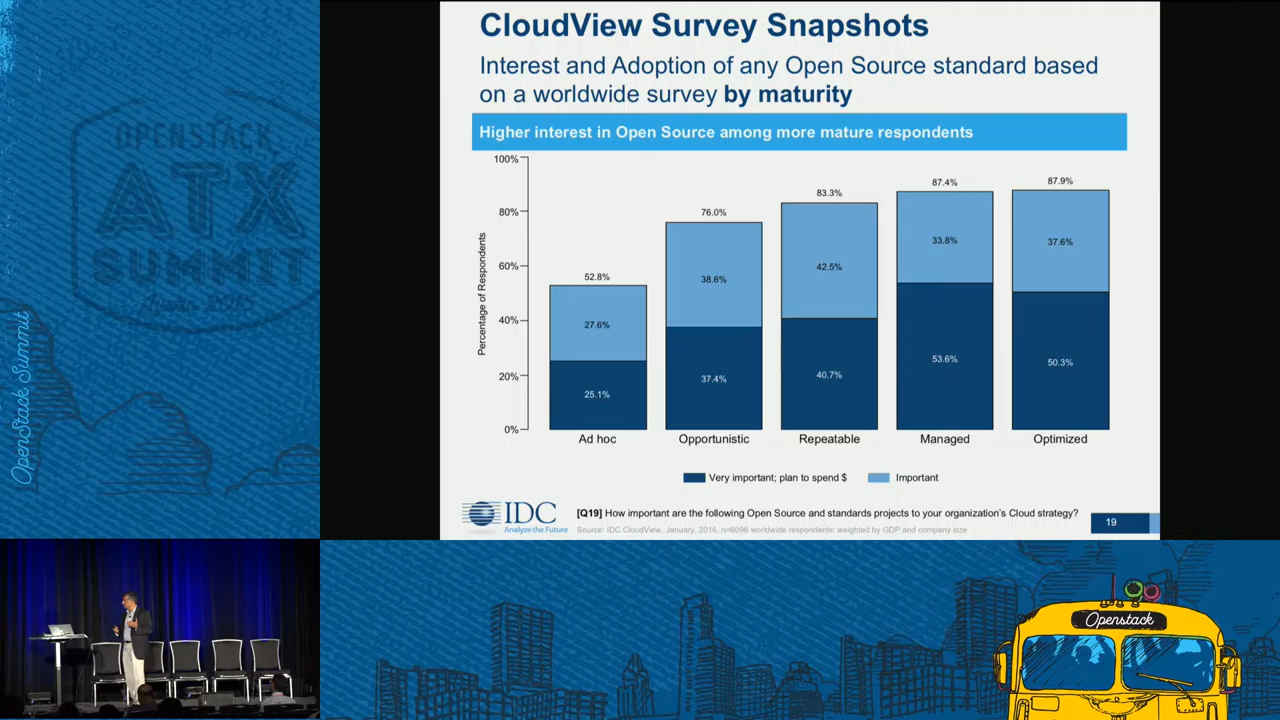 CloudView Survey Snapshots
Interest and Adoption of any Open Source standard based
on a worldwide survey by maturity
Higher interest in Open Source among more mature respondents
Percentage of Respondents
100%
80%
60%
40%
20%
0%
52.8%
27.6%
25.1%
76.0%
38.6%
37.4%
83.3%
42.5%
40.7%
87.4%
33.8%
53.6%
87.9%
37.6%
50.3%
Ad hoc
Opportunistic
Repeatable
Managed
Optimized
Very important; plan to spend $
Important
IDC
Analyze the Future
[Q19] How important are the following Open Source and standards projects to your organization's Cloud strategy?
Source: IDC CloudView, January, 2016, n=6096 worldwide respondents: weighted by GDP and company size
19
OPENSTACK
ATX
SUMMIT
OpenStack Summit
Openstack